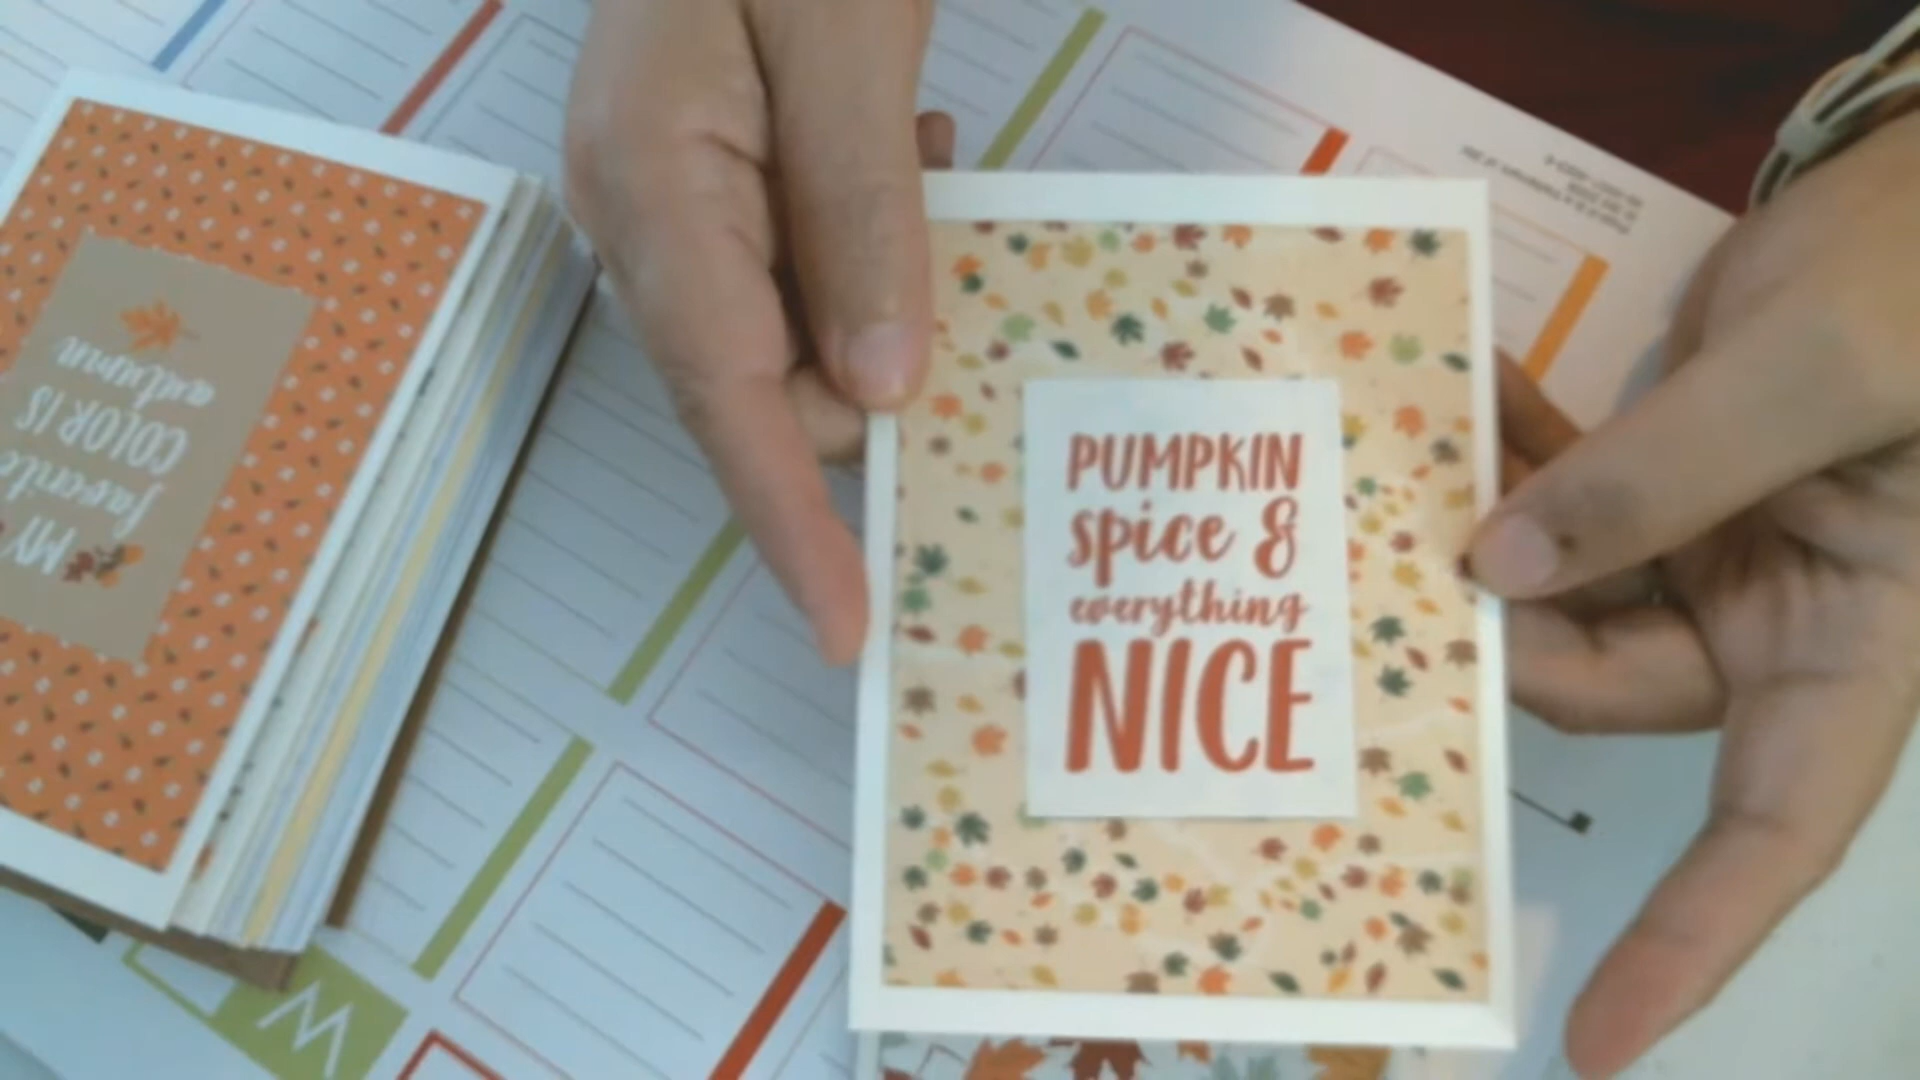 PUMPKIN
spice &
everything
NICE
MY
favorite
COLOR IS
autumn
W